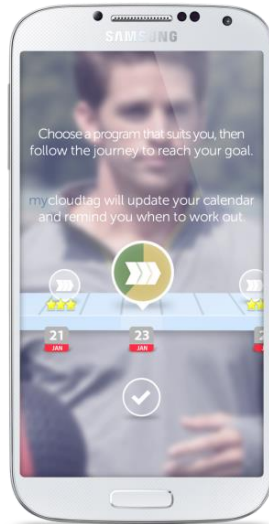 SAMSUNG
Choose a program that suits you, then
follow the journey to reach your goal.
mycloudtag will update your calendar
and remind you when to work out.
21
JAN
23
JAN
2